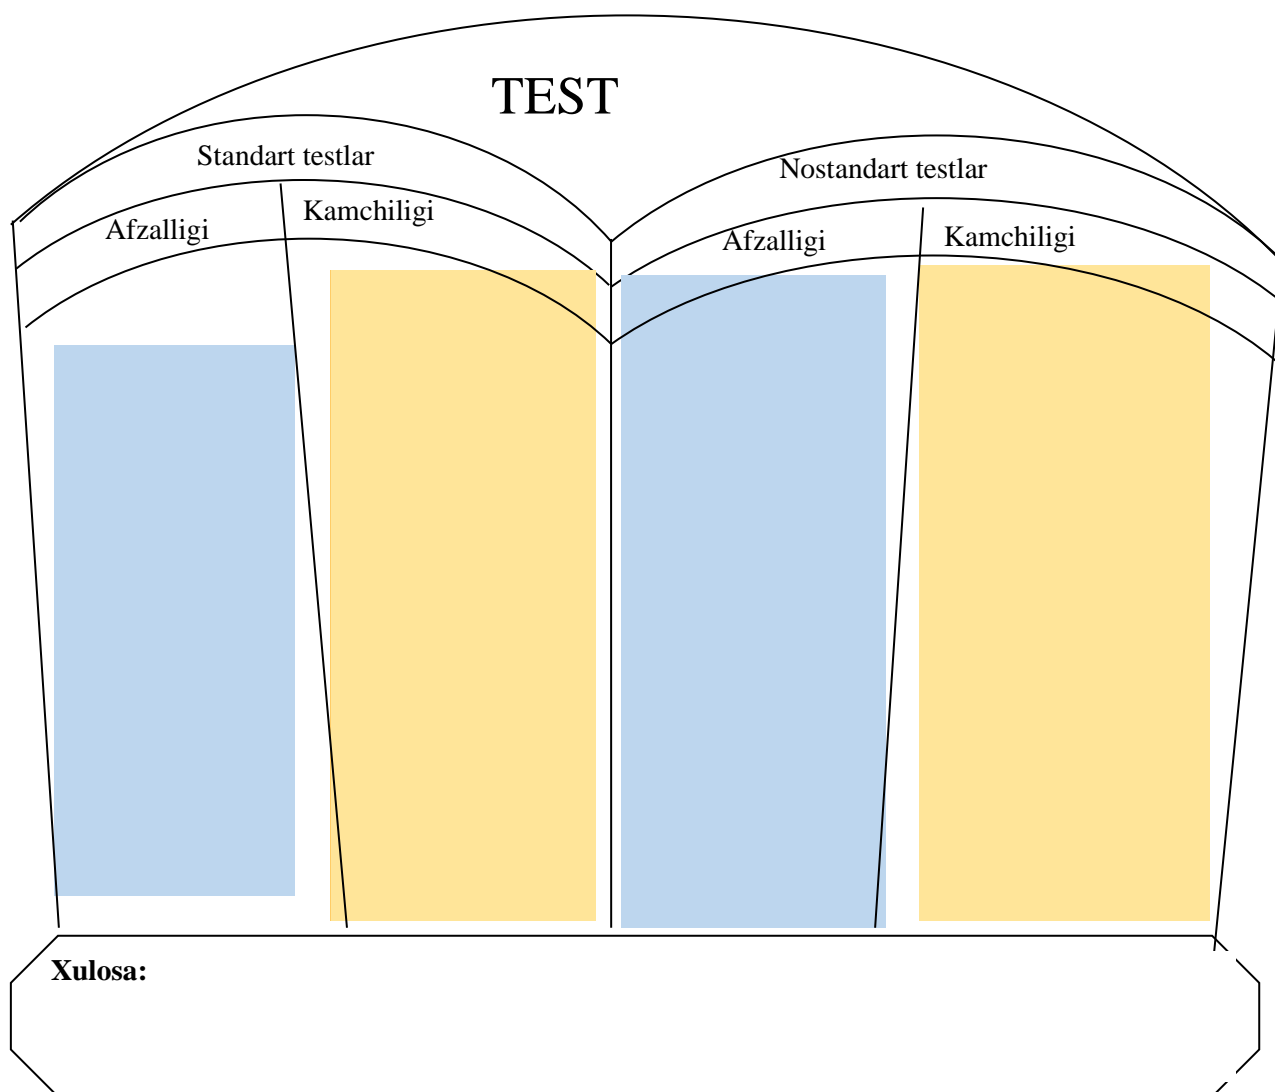 TEST
Standart testlar
Nostandart testlar
Afzalligi
Kamchiligi
Afzalligi
Kamchiligi
Xulosa: